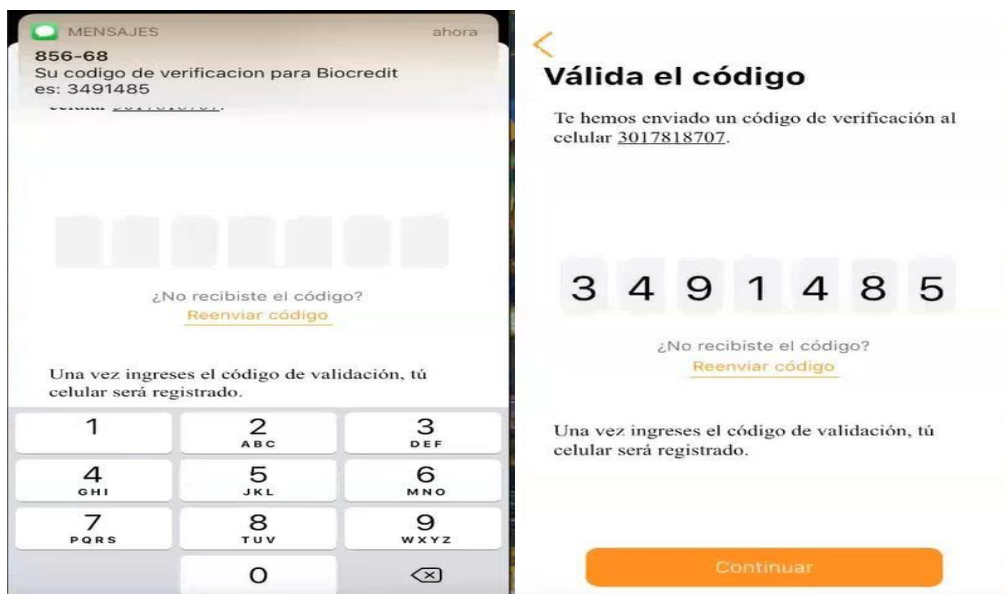 MENSAJES
ahora
856-68
Su codigo de verificacion para Biocredit
es: 3491485
celular 3017818707.
¿No recibiste el código?
Reenviar código
Una vez ingreses el código de validación, tú
celular será registrado.
1
2
ABC
3
DEF
4
GHI
5
JKL
6
MNO
7
PQRS
8
TUV
9
WXYZ
0
Válida el código
Te hemos enviado un código de verificación al
celular 3017818707.
3 4 9 1 4 8 5
¿No recibiste el código?
Reenviar código
Una vez ingreses el código de validación, tú
celular será registrado.
Continuar